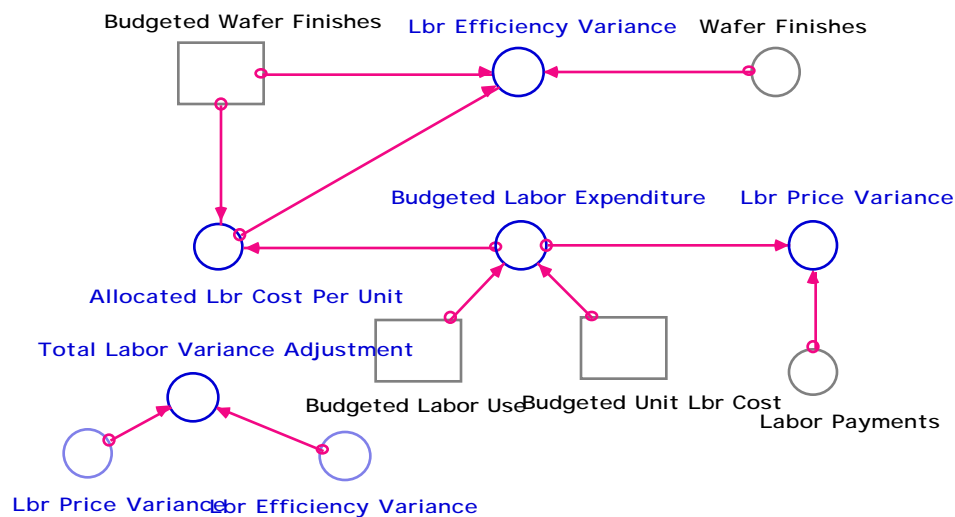 Budgeted Wafer Finishes
Lbr Efficiency Variance
Wafer Finishes
Budgeted Labor Expenditure
Lbr Price Variance
Allocated Lbr Cost Per Unit
Total Labor Variance Adjustment
Budgeted Labor Use
Budgeted Unit Lbr Cost
Labor Payments
Lbr Price Variance
Lbr Efficiency Variance